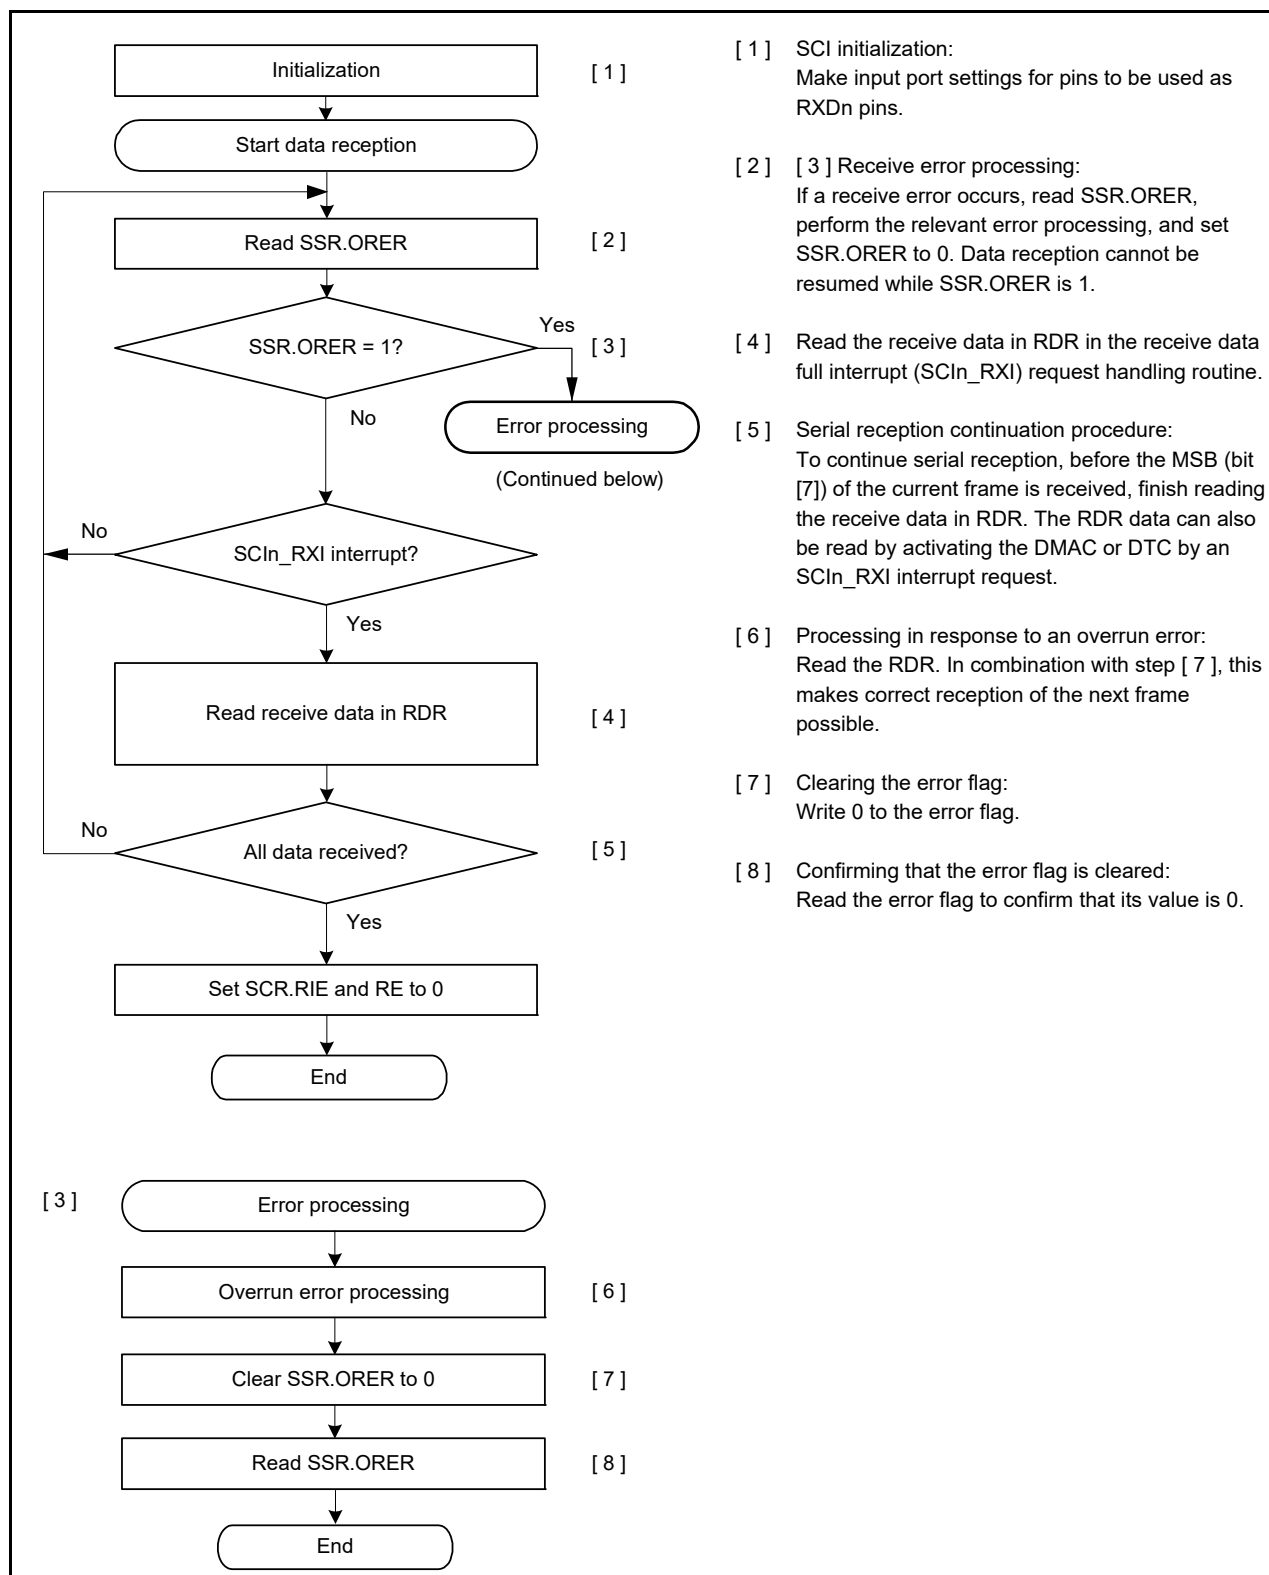 Initialization
[ 1 ]
Start data reception
Read SSR.ORER
[ 2 ]
SSR.ORER = 1?
Yes
[ 3 ]
No
Error processing
(Continued below)
No
SCIn_RXI interrupt?
Yes
Read receive data in RDR
[ 4 ]
No
All data received?
[ 5 ]
Yes
Set SCR.RIE and RE to 0
End
[ 3 ]
Error processing
Overrun error processing
[ 6 ]
Clear SSR.ORER to 0
[ 7 ]
Read SSR.ORER
[ 8 ]
End
[ 1 ] SCI initialization:
Make input port settings for pins to be used as
RXDn pins.
[ 2 ] [ 3 ] Receive error processing:
If a receive error occurs, read SSR.ORER,
perform the relevant error processing, and set
SSR.ORER to 0. Data reception cannot be
resumed while SSR.ORER is 1.
[ 4 ] Read the receive data in RDR in the receive data
full interrupt (SCIn_RXI) request handling routine.
[ 5 ] Serial reception continuation procedure:
To continue serial reception, before the MSB (bit
[7]) of the current frame is received, finish reading
the receive data in RDR. The RDR data can also
be read by activating the DMAC or DTC by an
SCIn_RXI interrupt request.
[ 6 ] Processing in response to an overrun error:
Read the RDR. In combination with step [ 7 ], this
makes correct reception of the next frame
possible.
[ 7 ] Clearing the error flag:
Write 0 to the error flag.
[ 8 ] Confirming that the error flag is cleared:
Read the error flag to confirm that its value is 0.